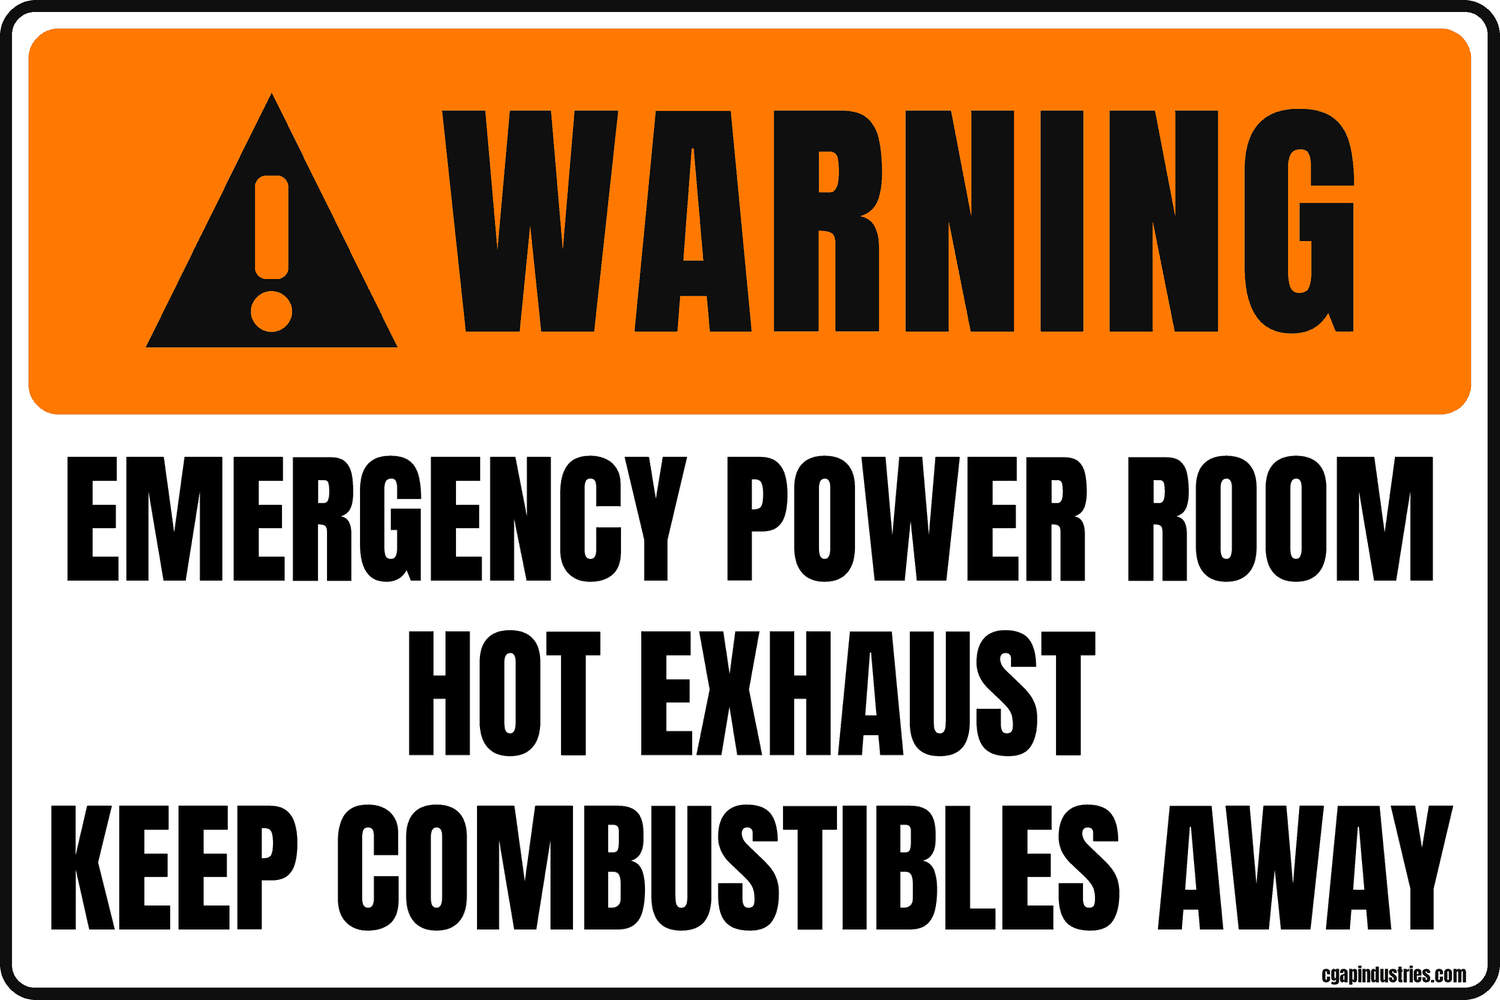 WARNING
EMERGENCY POWER ROOM
HOT EXHAUST
KEEP COMBUSTIBLES AWAY
cgapindustries.com